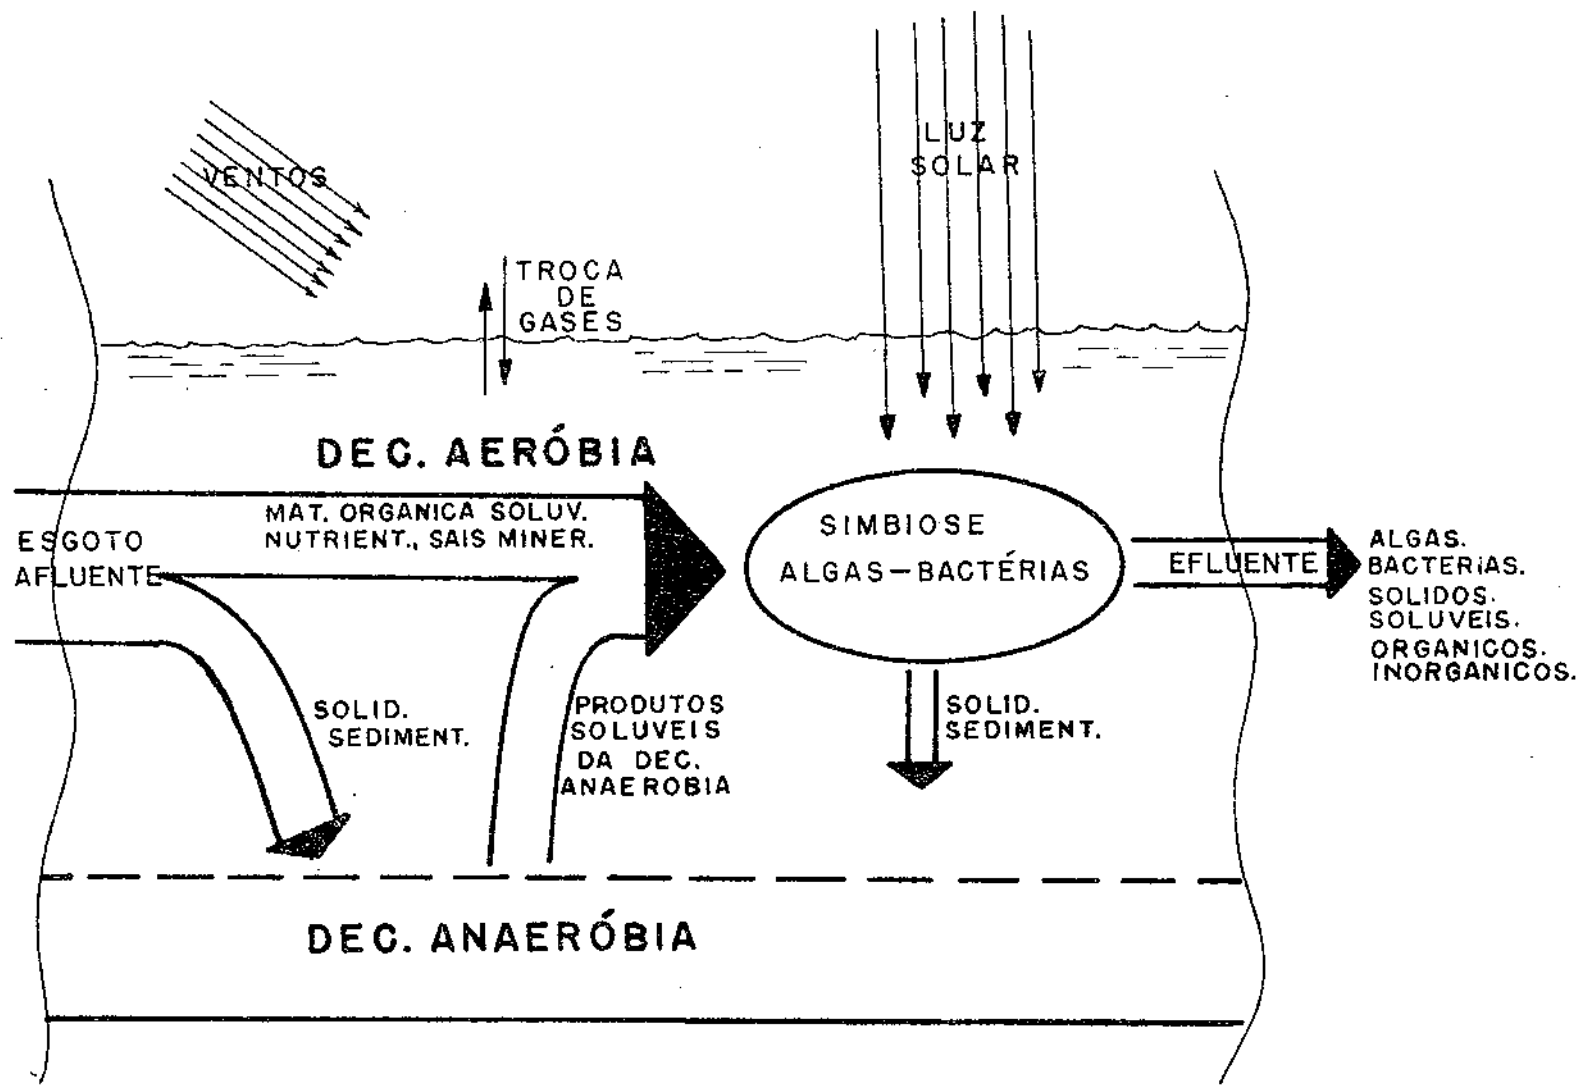 LUZ
SOLAR
VENTOS
TROCA
DE
GASES
DEC. AERÓBIA
MAT. ORGANICA SOLUV.
NUTRIENT., SAIS MINER.
ESGOTO
AFLUENTE
SIMBIOSE
ALGAS-BACTÉRIAS
EFLUENTE
ALGAS.
BACTERIAS.
SOLIDOS.
SOLUVEIS.
ORGANICOS.
INORGANICOS.
SOLID.
SEDIMENT.
PRODUTOS
SOLUVEIS
DA DEC.
ANAEROBIA
SOLID.
SEDIMENT.
DEC. ANAERÓBIA